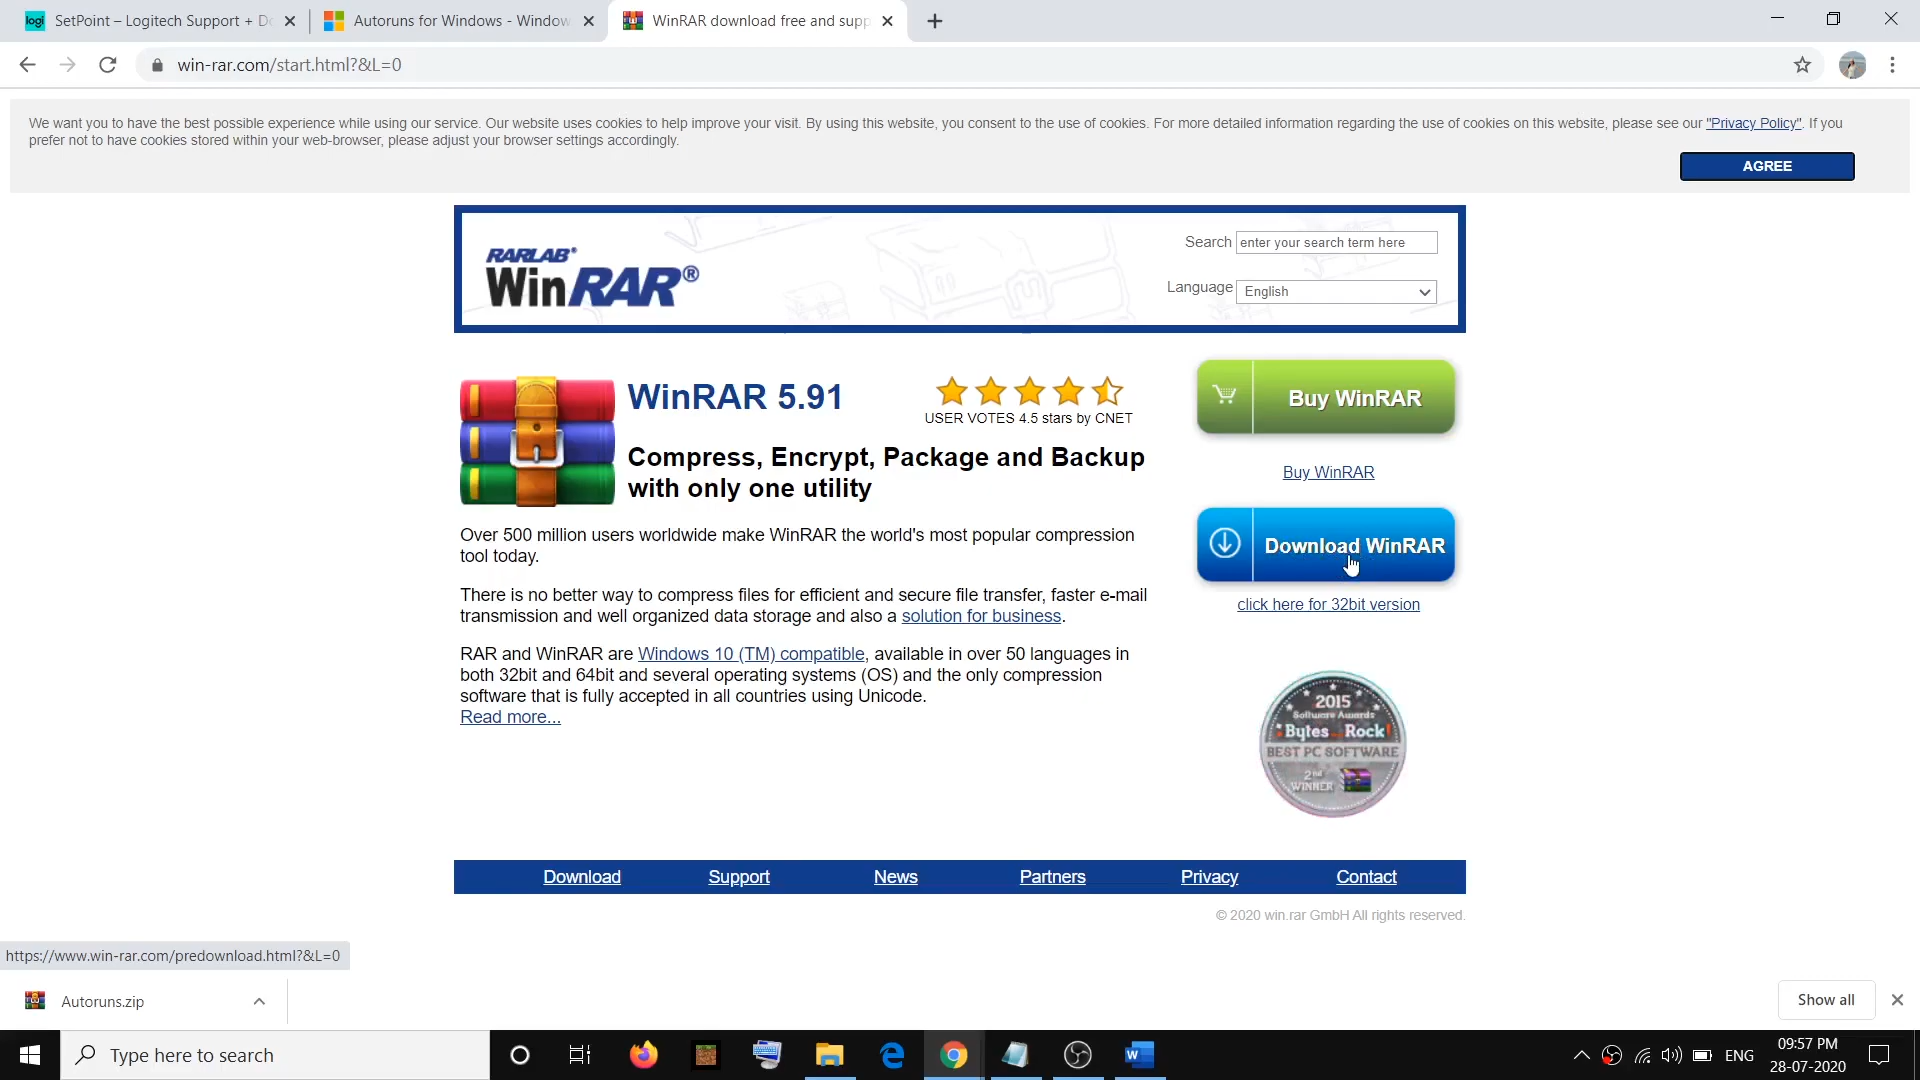 logi SetPoint – Logitech Support + Do
Autoruns for Windows - Window
WinRAR download free and supp
win-rar.com/start.html?&L=0
We want you to have the best possible experience while using our service. Our website uses cookies to help improve your visit. By using this website, you consent to the use of cookies. For more detailed information regarding the use of cookies on this website, please see our "Privacy Policy". If you
prefer not to have cookies stored within your web-browser, please adjust your browser settings accordingly.
AGREE
RARLAB®
WinRAR®
Search enter your search term here
Language English
WinRAR 5.91
USER VOTES 4.5 stars by CNET
Compress, Encrypt, Package and Backup
with only one utility
Over 500 million users worldwide make WinRAR the world's most popular compression
tool today.
There is no better way to compress files for efficient and secure file transfer, faster e-mail
transmission and well organized data storage and also a solution for business.
RAR and WinRAR are Windows 10 (TM) compatible, available in over 50 languages in
both 32bit and 64bit and several operating systems (OS) and the only compression
software that is fully accepted in all countries using Unicode.
Read more...
Buy WinRAR
Buy WinRAR
Download WinRAR
click here for 32bit version
2015
Software Awards
Bytes Rock!
BEST PC SOFTWARE
2nd
WINNER
Download Support News Partners Privacy Contact
© 2020 win.rar GmbH All rights reserved.
https://www.win-rar.com/predownload.html?&L=0
Autoruns.zip
Show all
Type here to search
W
ENG
09:57 PM
28-07-2020